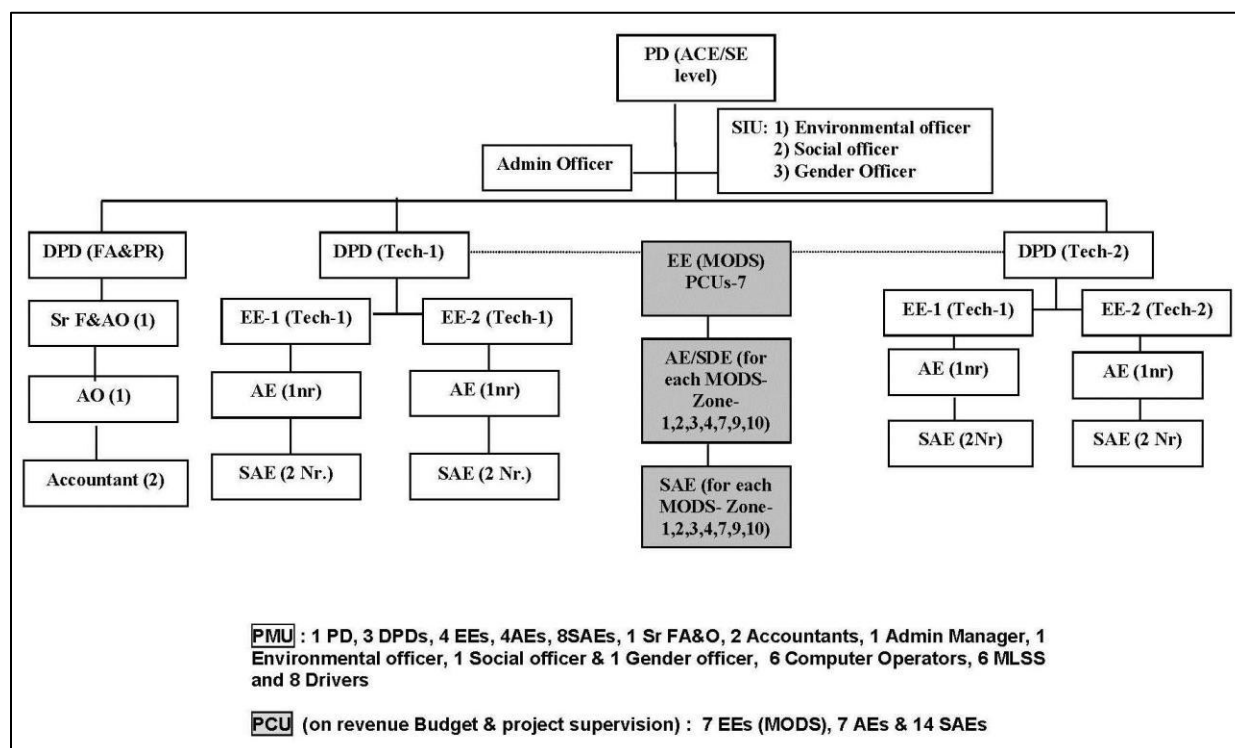 PD (ACE/SE
level)
SIU: 1) Environmental officer
2) Social officer
3) Gender Officer
Admin Officer
DPD (FA&PR)
Sr F&AO (1)
AO (1)
Accountant (2)
DPD (Tech-1)
EE-1 (Tech-1)
AE (1nr)
SAE (2 Nr.)
EE-2 (Tech-1)
AE (1nr)
SAE (2 Nr.)
EE (MODS)
PCUs-7
AE/SDE (for
each MODS-
Zone-
1,2,3,4,7,9,10)
SAE (for each
MODS- Zone-
1,2,3,4,7,9,10)
DPD (Tech-2)
EE-1 (Tech-1)
AE (1nr)
SAE (2Nr)
EE-2 (Tech-2)
AE (1nr)
SAE (2 Nr)
PMU : 1 PD, 3 DPDs, 4 EEs, 4AEs, 8SAEs, 1 Sr FA&O, 2 Accountants, 1 Admin Manager, 1
Environmental officer, 1 Social officer & 1 Gender officer, 6 Computer Operators, 6 MLSS
and 8 Drivers
PCU (on revenue Budget & project supervision) : 7 EEs (MODS), 7 AEs & 14 SAEs